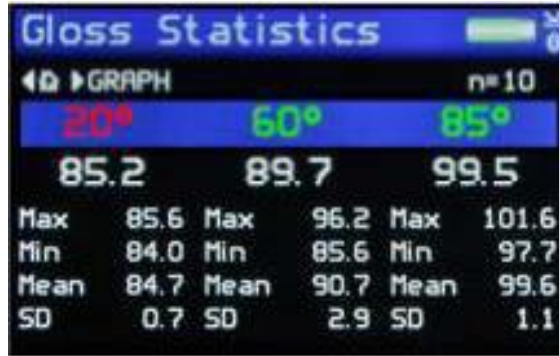 Gloss Statistics
GRAPH n=10
20° 60° 85°
85.2 89.7 99.5
Max 85.6 Max 96.2 Max 101.6
Min 84.0 Min 85.6 Min 97.7
Mean 84.7 Mean 90.7 Mean 99.6
SD 0.7 SD 2.9 SD 1.1